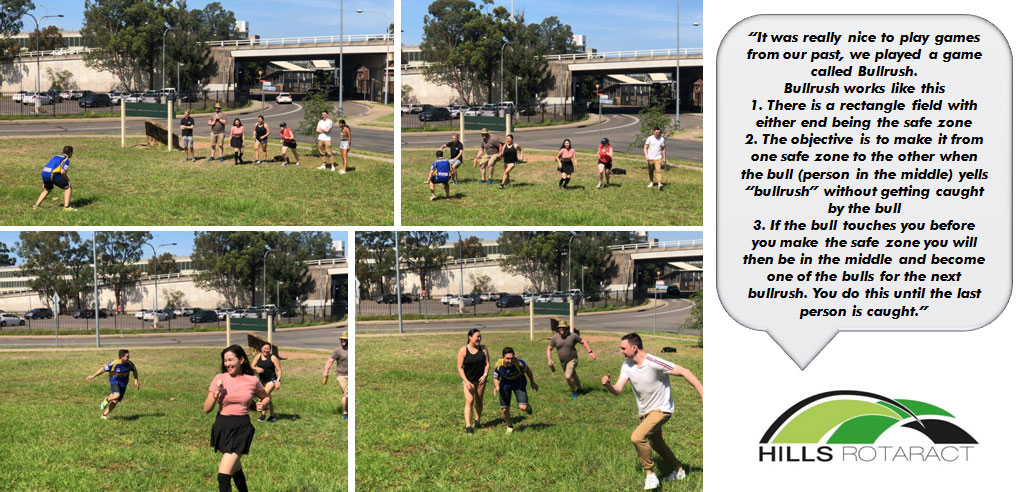 “It was really nice to play games
from our past, we played a game
called Bullrush.
Bullrush works like this
1. There is a rectangle field with
either end being the safe zone
2. The objective is to make it from
one safe zone to the other when
the bull (person in the middle) yells
“bullrush” without getting caught
by the bull
3. If the bull touches you before
you make the safe zone you will
then be in the middle and become
one of the bulls for the next
bullrush. You do this until the last
person is caught.”
HILLS ROTARACT